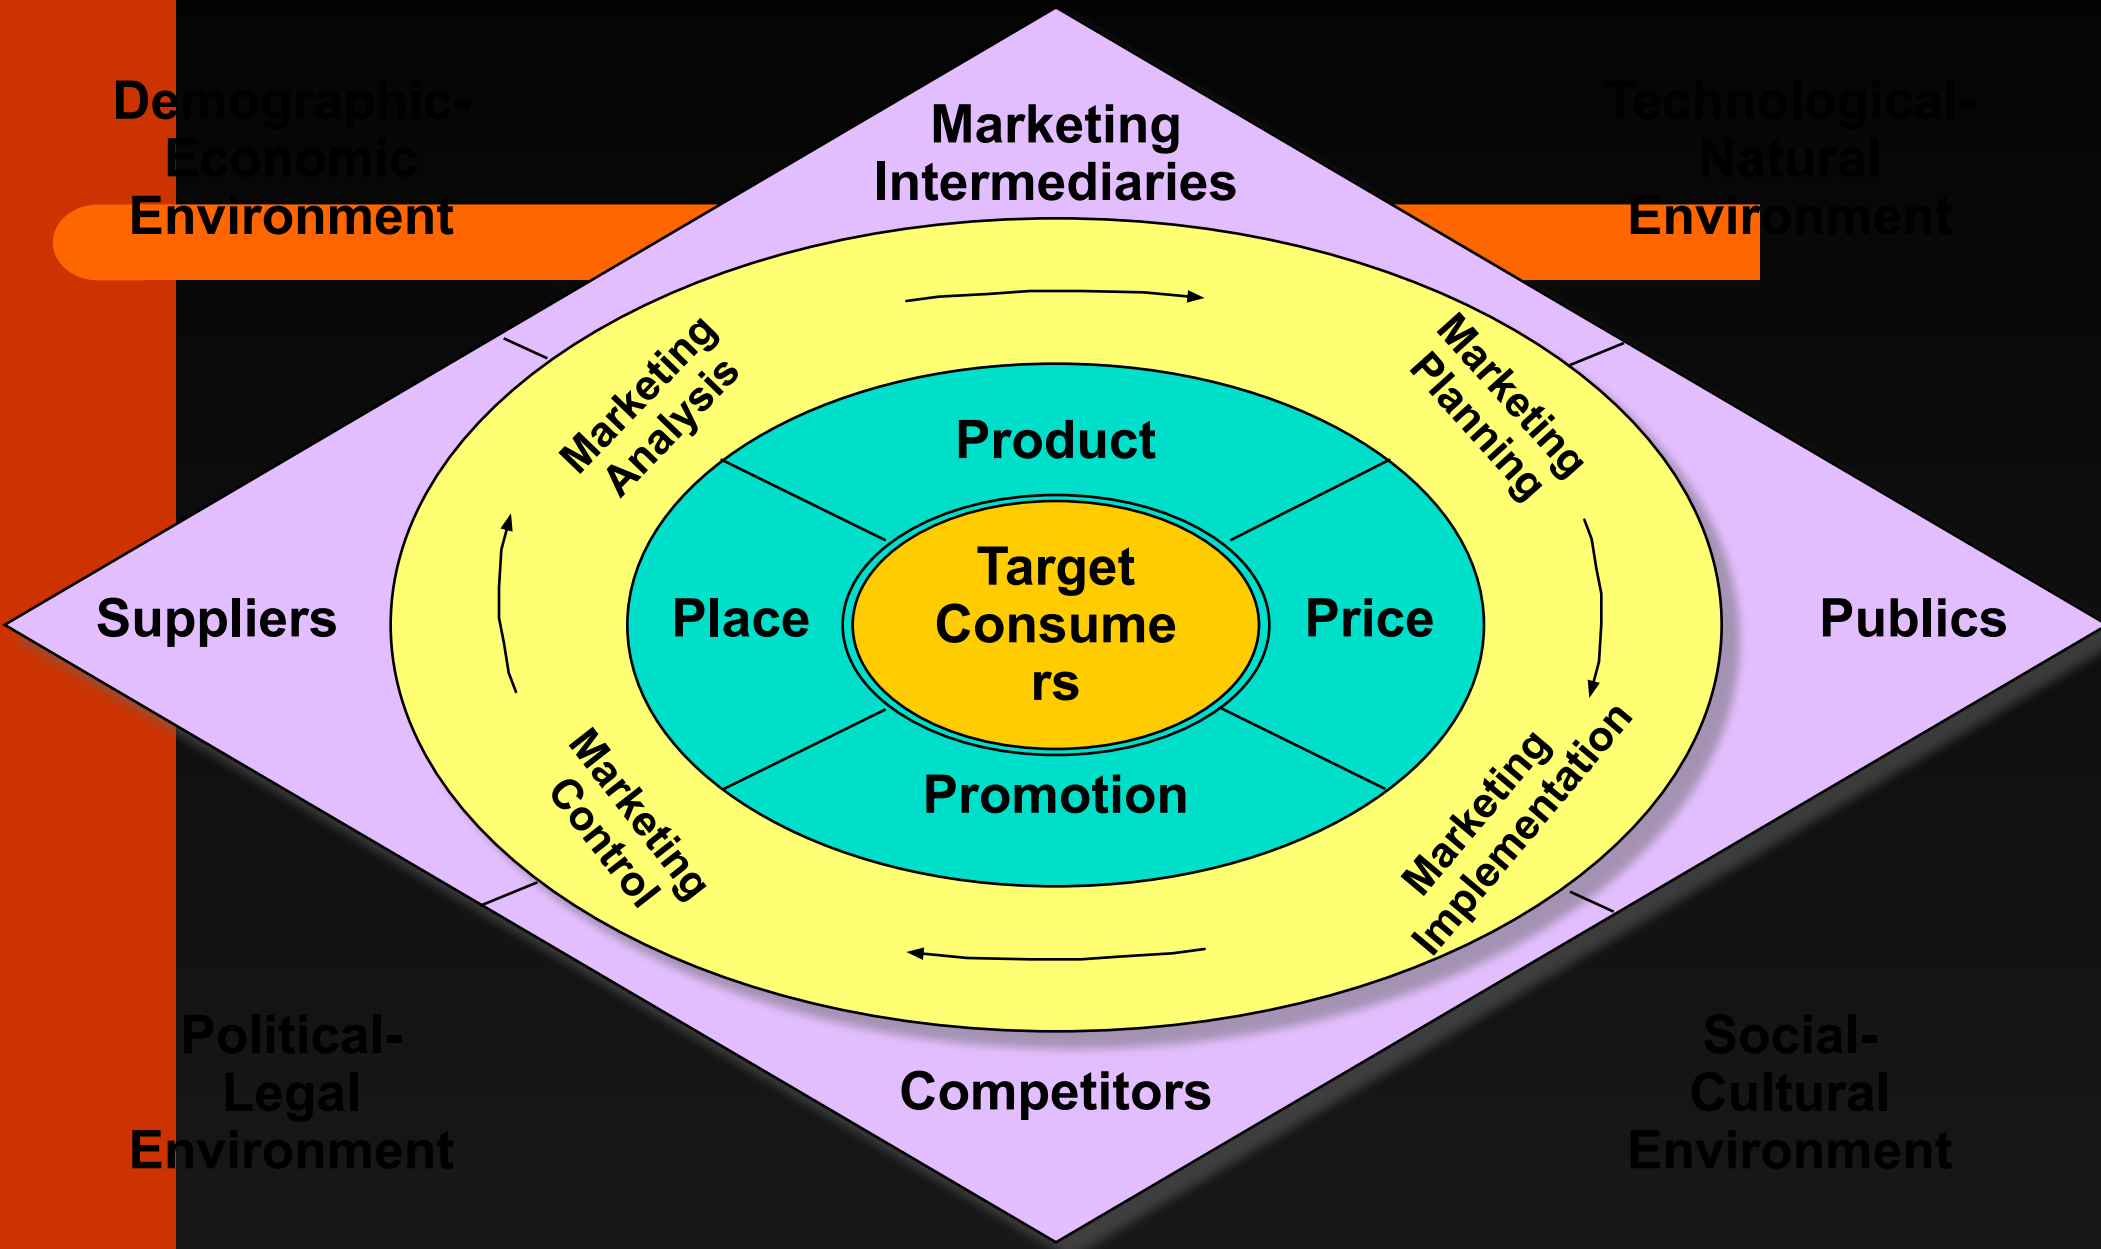 Demographic-
Economic
Environment
Marketing
Intermediaries
Technological-
Natural
Environment
Marketing
Analysis
Marketing
Planning
Product
Suppliers
Place
Target
Consume
rs
Price
Publics
Promotion
Marketing
Control
Marketing
Implementation
Political-
Legal
Environment
Competitors
Social-
Cultural
Environment